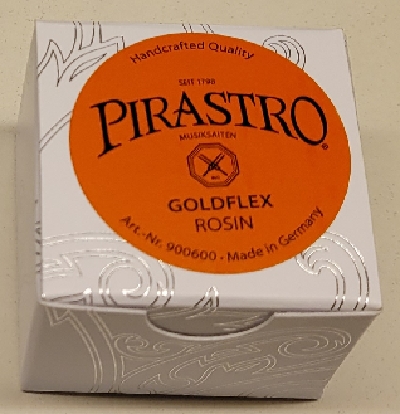 Handcrafted Quality
SEIT 1798
PIRASTRO®
MUSIKSAITEN
GOLDFLEX
ROSIN
Art.-Nr. 900600 - Made in Germany